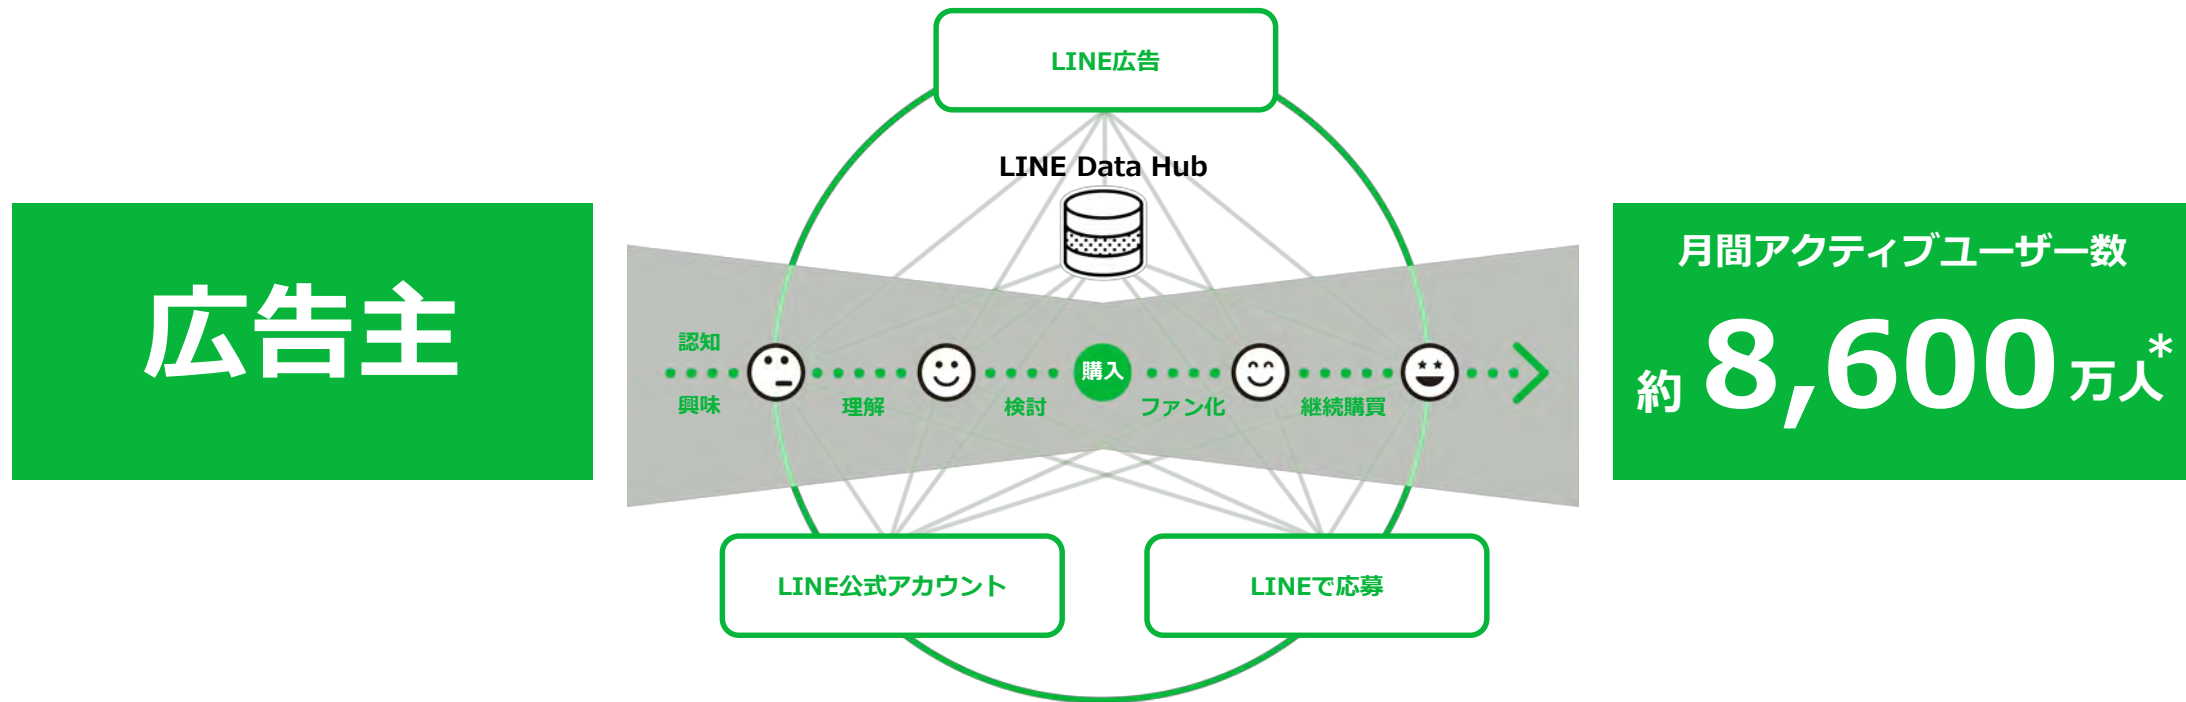 LINE広告
LINE Data Hub
広告主
認知
興味
理解
検討
購入
ファン化
継続購買
月間アクティブユーザー数
約 8,600 万人*
LINE公式アカウント
LINEで応募